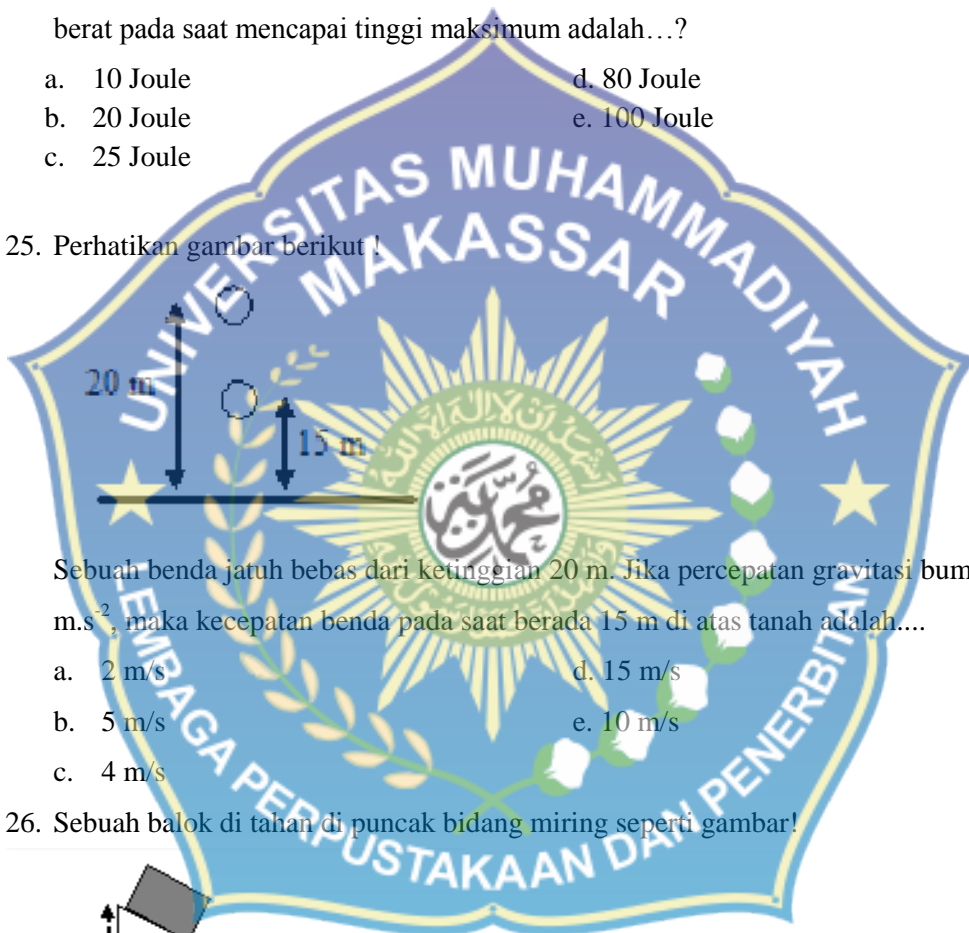 berat pada saat mencapai tinggi maksimum adalah…?
a. 10 Joule d. 80 Joule
b. 20 Joule e. 100 Joule
c. 25 Joule
UNIVERSITAS MUHAMMADIYAH
MAKASSAR
25. Perhatikan gambar berikut !
20 m
15 m
Sebuah benda jatuh bebas dari ketinggian 20 m. Jika percepatan gravitasi bum
m.s⁻², maka kecepatan benda pada saat berada 15 m di atas tanah adalah....
a. 2 m/s d. 15 m/s
b. 5 m/s e. 10 m/s
c. 4 m/s
LEMBAGA PERPUSTAKAAN DAN PENERBITAN
26. Sebuah balok di tahan di puncak bidang miring seperti gambar!